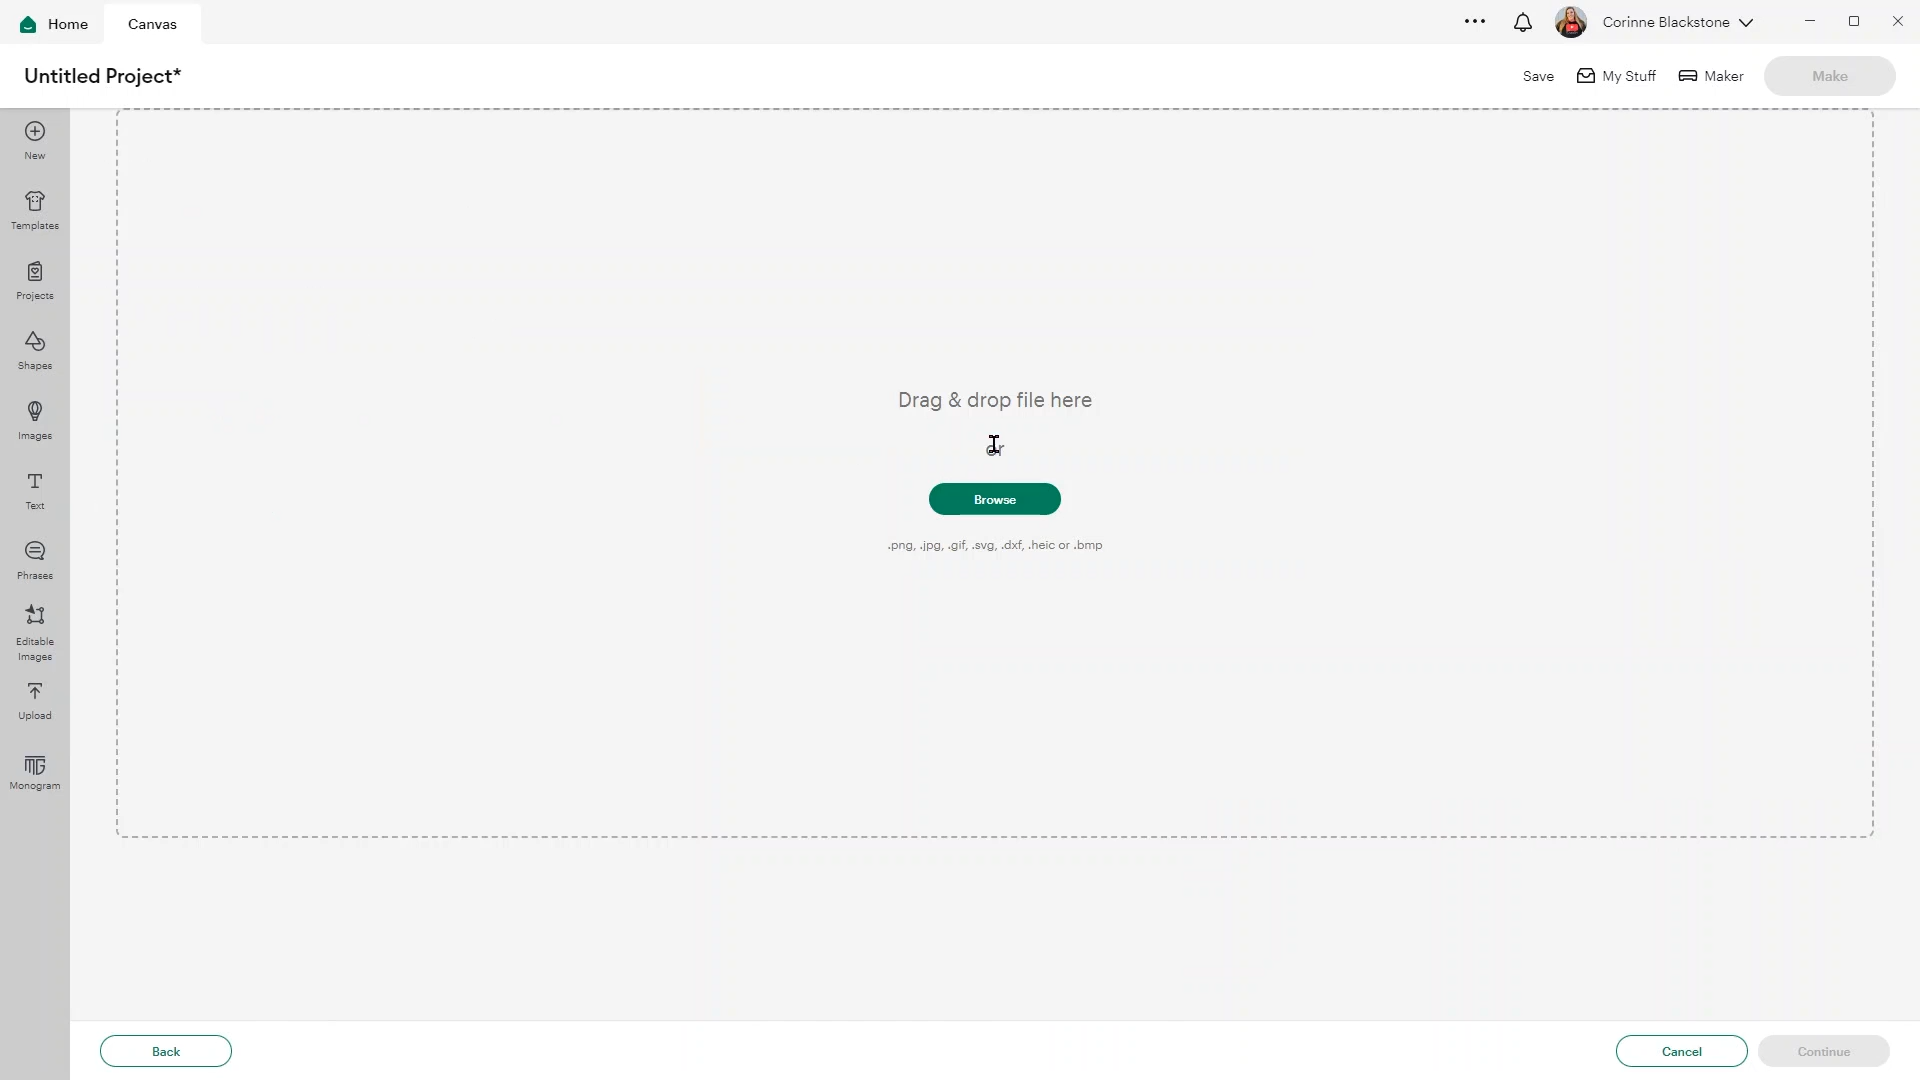 Home
Canvas
Corinne Blackstone
Untitled Project*
Save
My Stuff
Maker
Make
New
Templates
Projects
Shapes
Images
Text
Phrases
Editable
Images
Upload
Monogram
Drag & drop file here
or
Browse
.png, .jpg, .gif, .svg, .dxf, .heic or .bmp
Back
Cancel
Continue